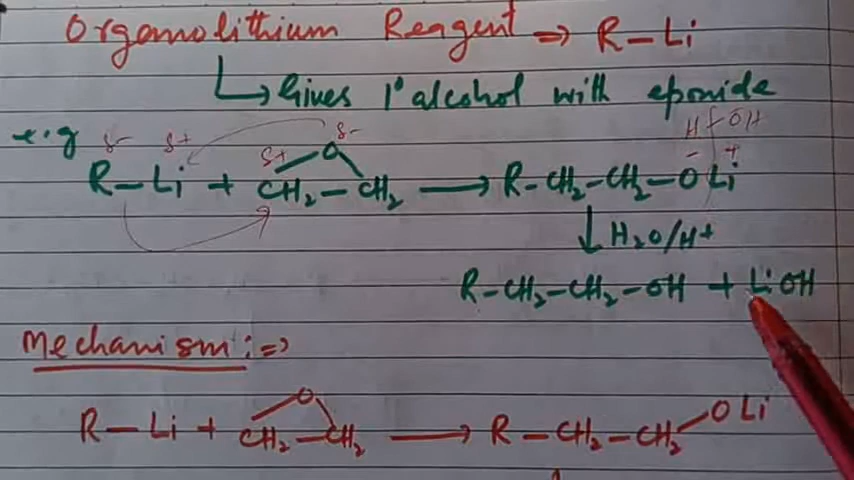 Organolithium Reagent => R-Li
↳ Gives 1° alcohol with epoxide
H-OH
e.g δ- δ+ δ+ δ-
R-Li + CH₂-CH₂ O → R-CH₂-CH₂-O⁻ Li⁺
↓ H₂O/H⁺
R-CH₂-CH₂-OH + LiOH
Mechanism :=>
R-Li + CH₂-CH₂ O → R-CH₂-CH₂ O Li